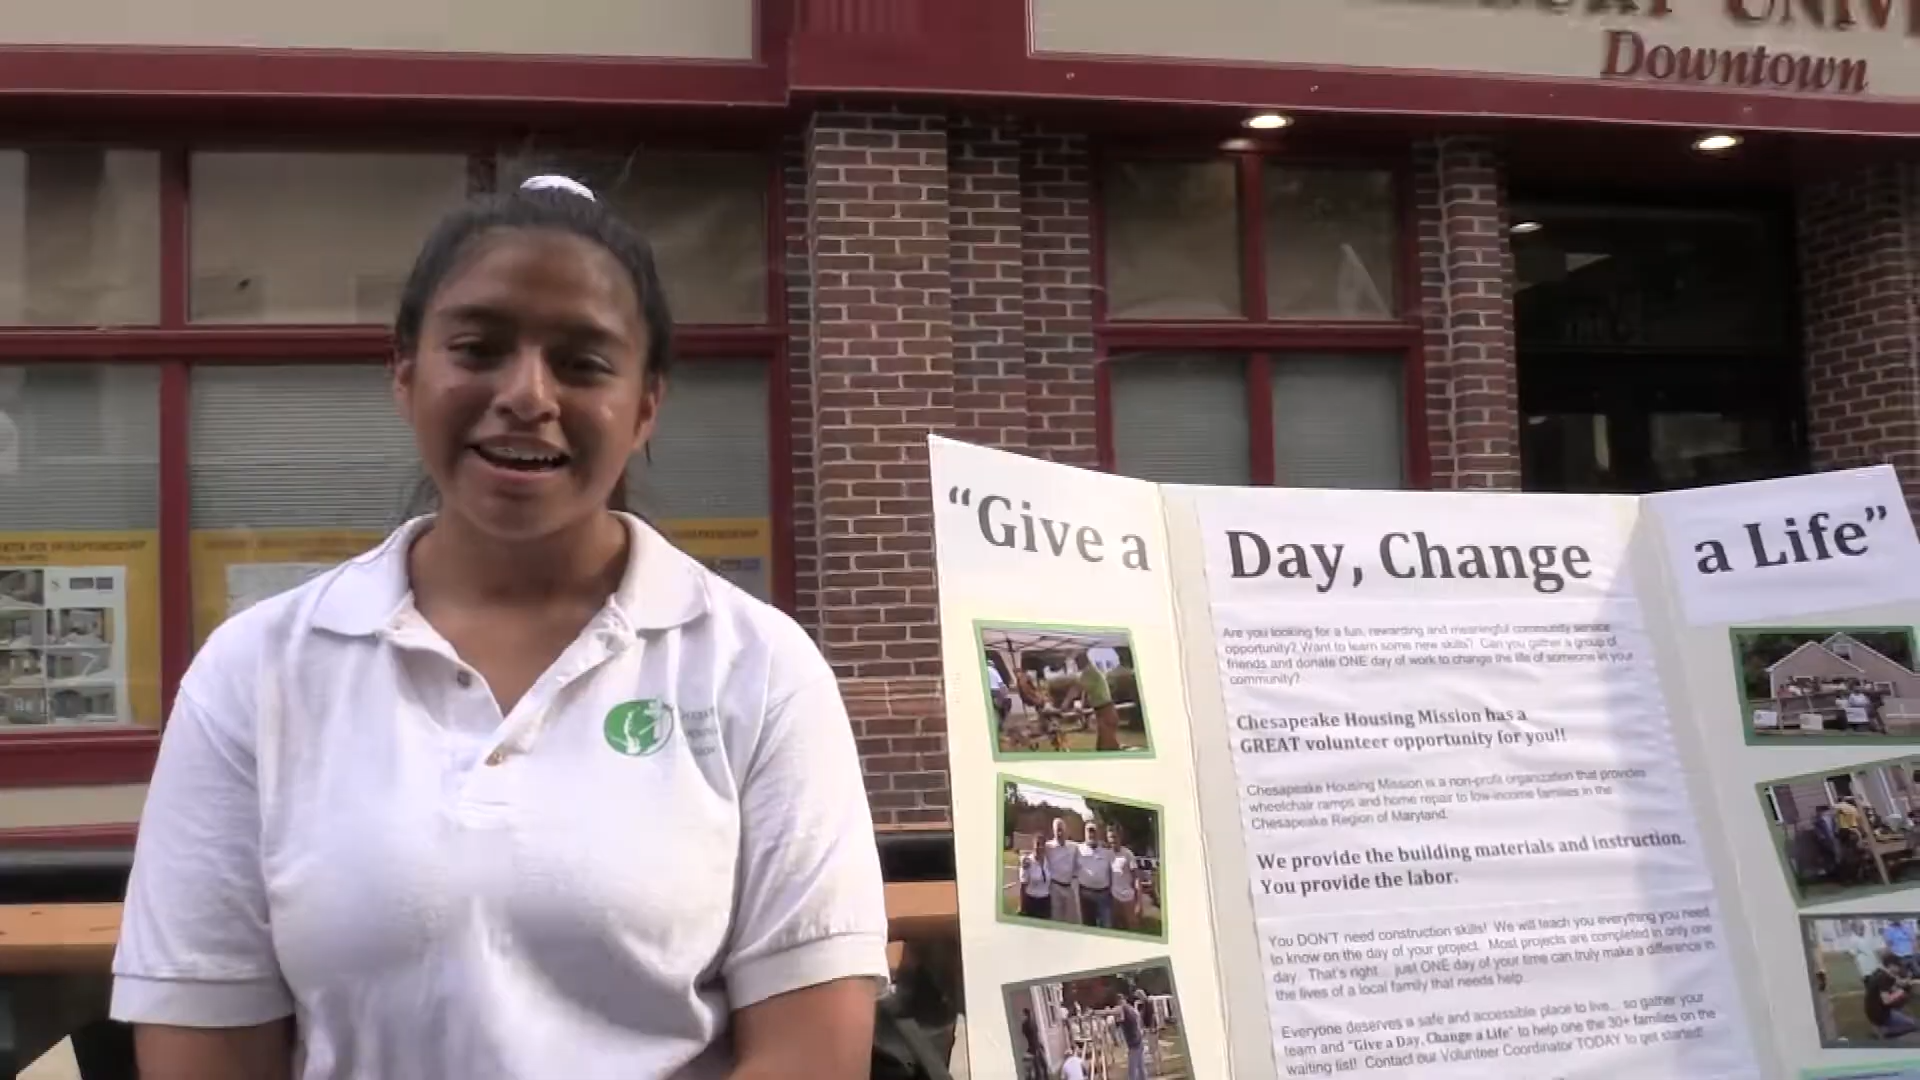 UNIV
Downtown
CENTER FOR ENTREPRENEURSHIP
"Give a Day, Change a Life"
Are you looking for a fun, rewarding and meaningful community service
opportunity? Want to learn some new skills? Can you gather a group of
friends and donate ONE day of work to change the life of someone in your
community?
Chesapeake Housing Mission has a
GREAT volunteer opportunity for you!!
Chesapeake Housing Mission is a non-profit organization that provides
wheelchair ramps and home repair to low-income families in the
Chesapeake Region of Maryland.
We provide the building materials and instruction.
You provide the labor.
You DON'T need construction skills! We will teach you everything you need
to know on the day of your project. Most projects are completed in only one
day. That's right... just ONE day of your time can truly make a difference in
the lives of a local family that needs help.
Everyone deserves a safe and accessible place to live... so gather your
team and "Give a Day, Change a Life" to help one the 30+ families on the
waiting list! Contact our Volunteer Coordinator TODAY to get started!